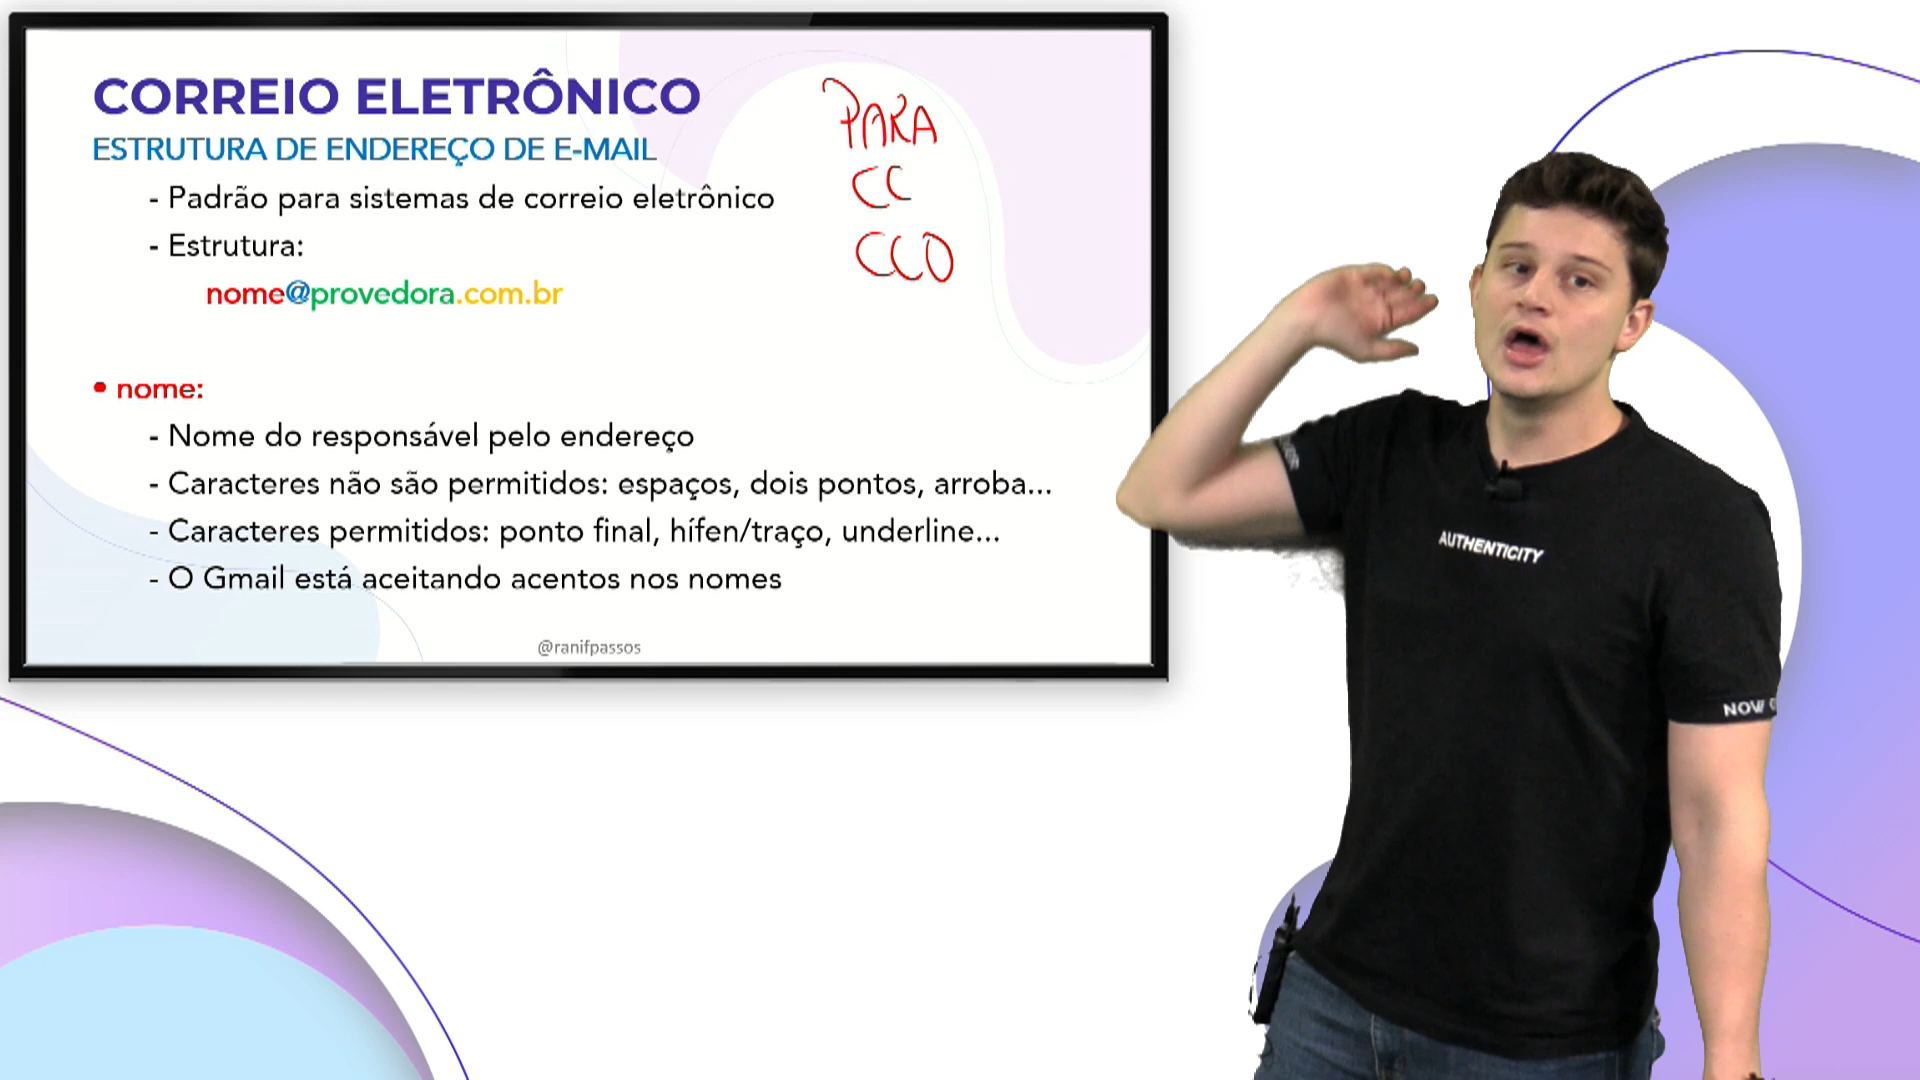 CORREIO ELETRÔNICO
ESTRUTURA DE ENDEREÇO DE E-MAIL
- Padrão para sistemas de correio eletrônico
- Estrutura:
nome@provedora.com.br
PARA
CC
CCO
• nome:
- Nome do responsável pelo endereço
- Caracteres não são permitidos: espaços, dois pontos, arroba...
- Caracteres permitidos: ponto final, hífen/traço, underline...
- O Gmail está aceitando acentos nos nomes
@ranifpassos
AUTHENTICITY
NOW